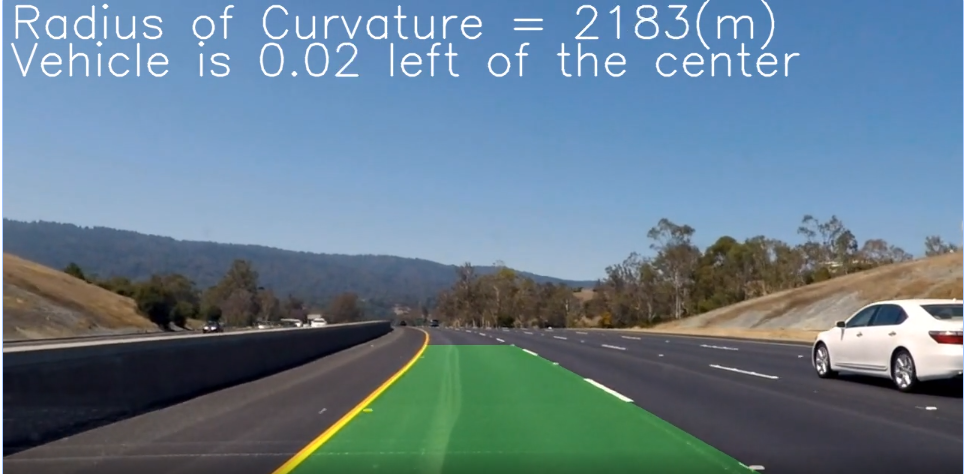 Radius of Curvature = 2183(m)
Vehicle is 0.02 left of the center